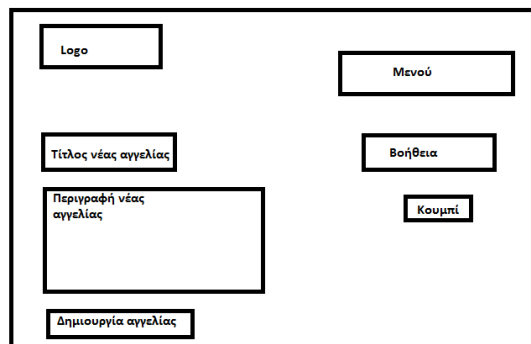 Logo
Μενού
Τίτλος νέας αγγελίας
Βοήθεια
Περιγραφή νέας
αγγελίας
Κουμπί
Δημιουργία αγγελίας